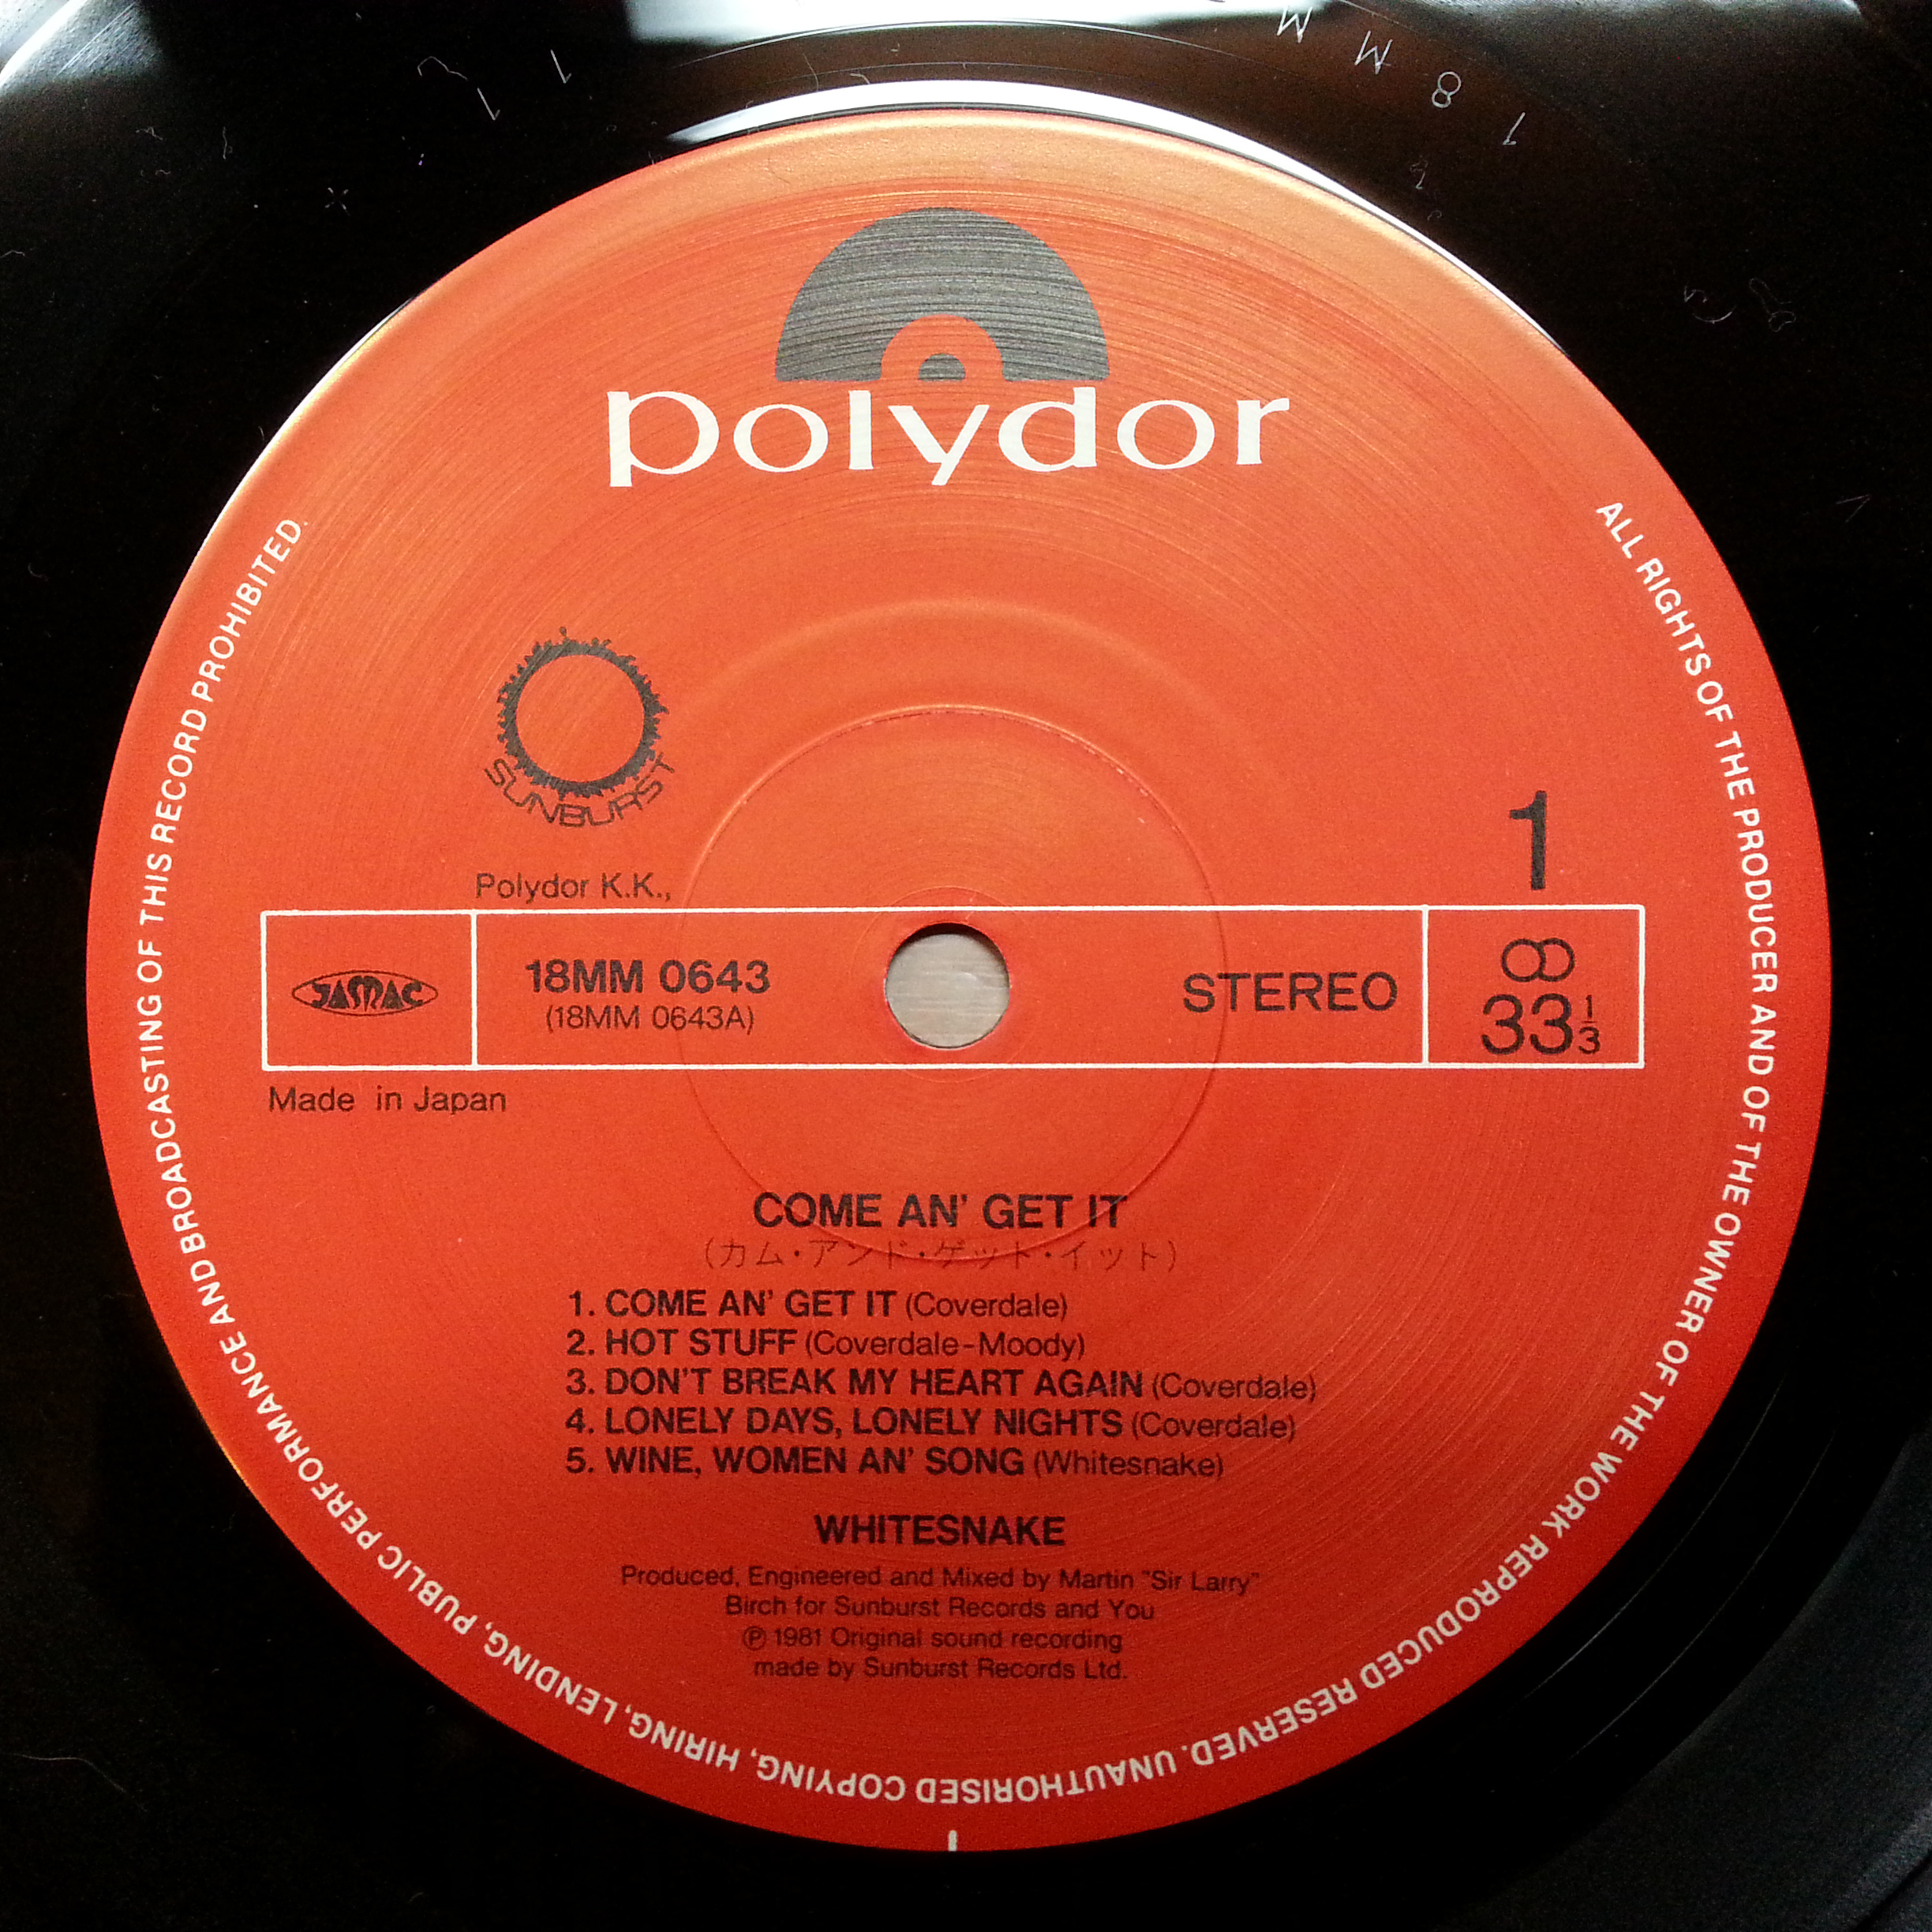 18MM
11
polydor
SUNBURST
1
Polydor K.K.,
JASRAC
18MM 0643
(18MM 0643A)
STEREO
33 1/3
Made in Japan
COME AN' GET IT
(カム・アンド・ゲット・イット)
1. COME AN' GET IT (Coverdale)
2. HOT STUFF (Coverdale-Moody)
3. DON'T BREAK MY HEART AGAIN (Coverdale)
4. LONELY DAYS, LONELY NIGHTS (Coverdale)
5. WINE, WOMEN AN' SONG (Whitesnake)
WHITESNAKE
Produced, Engineered and Mixed by Martin "Sir Larry"
Birch for Sunburst Records and You
℗ 1981 Original sound recording
made by Sunburst Records Ltd.
ALL RIGHTS OF THE PRODUCER AND OF THE OWNER OF THE WORK REPRODUCED RESERVED. UNAUTHORISED COPYING, HIRING, LENDING, PUBLIC PERFORMANCE AND BROADCASTING OF THIS RECORD PROHIBITED.